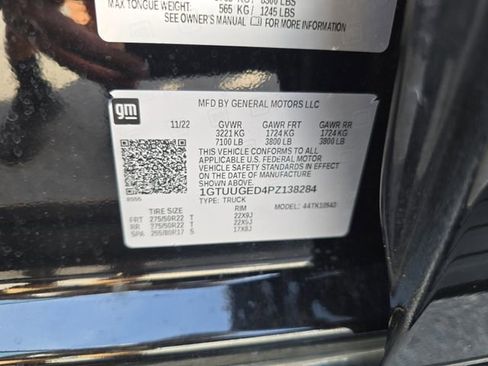 MAX TONGUE WEIGHT: 565 KG / 1245 LBS
SEE OWNER'S MANUAL FOR MORE INFORMATION
gm
MFD BY GENERAL MOTORS LLC
11/22 GVWR GAWR FRT GAWR RR
3221 KG 1724 KG 1724 KG
7100 LB 3800 LB 3800 LB
THIS VEHICLE CONFORMS TO ALL APPLICABLE
U.S. FEDERAL MOTOR VEHICLE SAFETY
STANDARDS IN EFFECT ON THE DATE OF
MANUFACTURE SHOWN ABOVE.
1GTUUGED4PZ138284
TYPE: TRUCK MODEL:
TIRE SIZE RIM
FRT 275/50R22 T 22X9J
RR 275/50R22 T 22X9J
SPA 255/80R17 S 17X8J